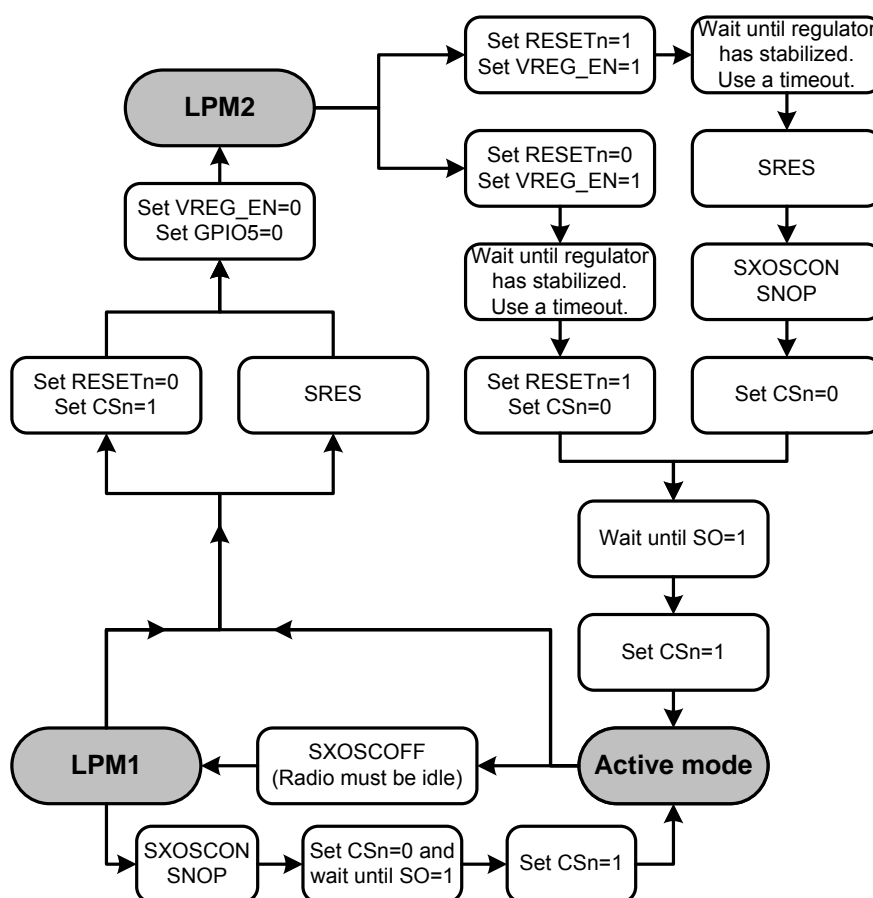 Set RESETn=1
Set VREG_EN=1
Wait until regulator
has stabilized.
Use a timeout.
LPM2
Set RESETn=0
Set VREG_EN=1
SRES
Set VREG_EN=0
Set GPIO5=0
Wait until regulator
has stabilized.
Use a timeout.
SXOSCON
SNOP
Set RESETn=0
Set CSn=1
SRES
Set RESETn=1
Set CSn=0
Set CSn=0
Wait until SO=1
Set CSn=1
LPM1
SXOSCOFF
(Radio must be idle)
Active mode
SXOSCON
SNOP
Set CSn=0 and
wait until SO=1
Set CSn=1